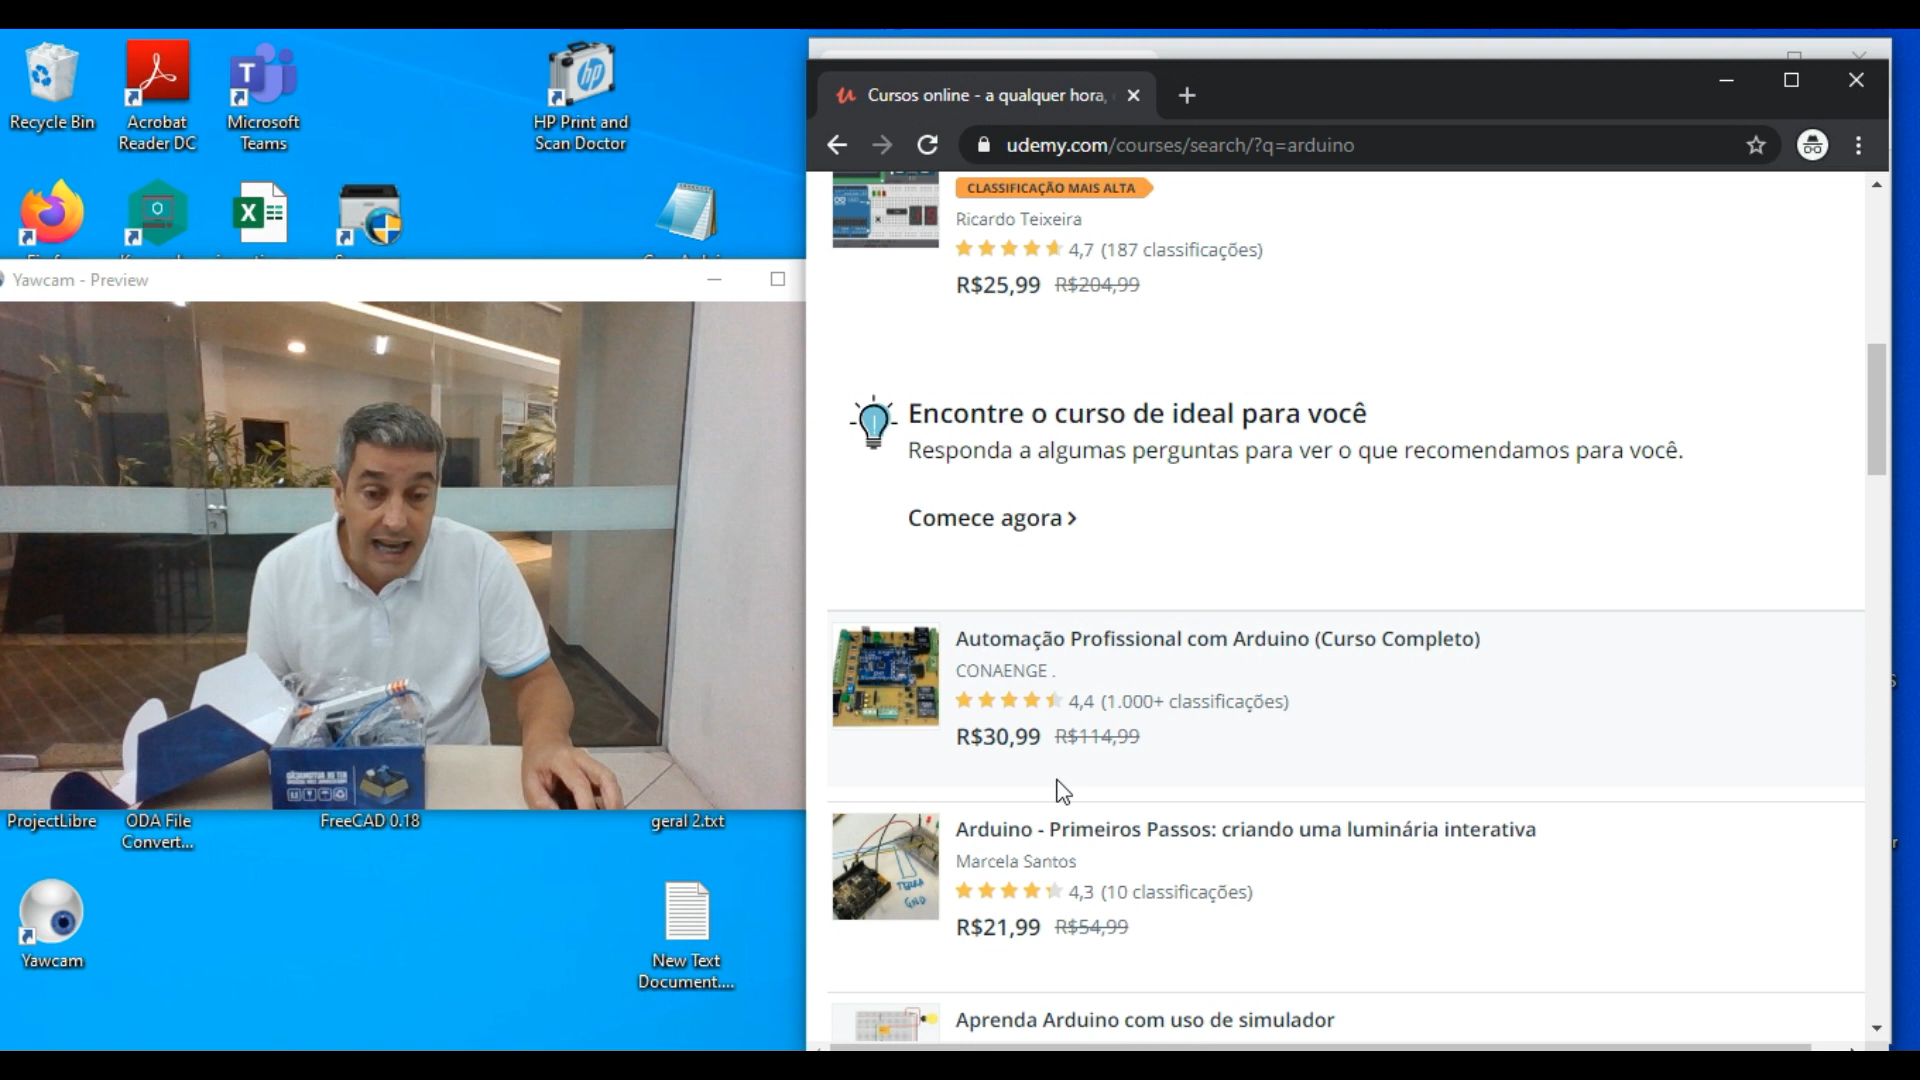 Recycle Bin
Acrobat
Reader DC
Microsoft
Teams
HP Print and
Scan Doctor
Yawcam - Preview
ProjectLibre
ODA File
Convert...
FreeCAD 0.18
geral 2.txt
Yawcam
New Text
Document....
Cursos online - a qualquer hora,
udemy.com/courses/search/?q=arduino
CLASSIFICAÇÃO MAIS ALTA
Ricardo Teixeira
4,7 (187 classificações)
R$25,99 R$204,99
Encontre o curso de ideal para você
Responda a algumas perguntas para ver o que recomendamos para você.
Comece agora
Automação Profissional com Arduino (Curso Completo)
CONAENGE .
4,4 (1.000+ classificações)
R$30,99 R$114,99
Arduino - Primeiros Passos: criando uma luminária interativa
Marcela Santos
4,3 (10 classificações)
R$21,99 R$54,99
GND
Aprenda Arduino com uso de simulador